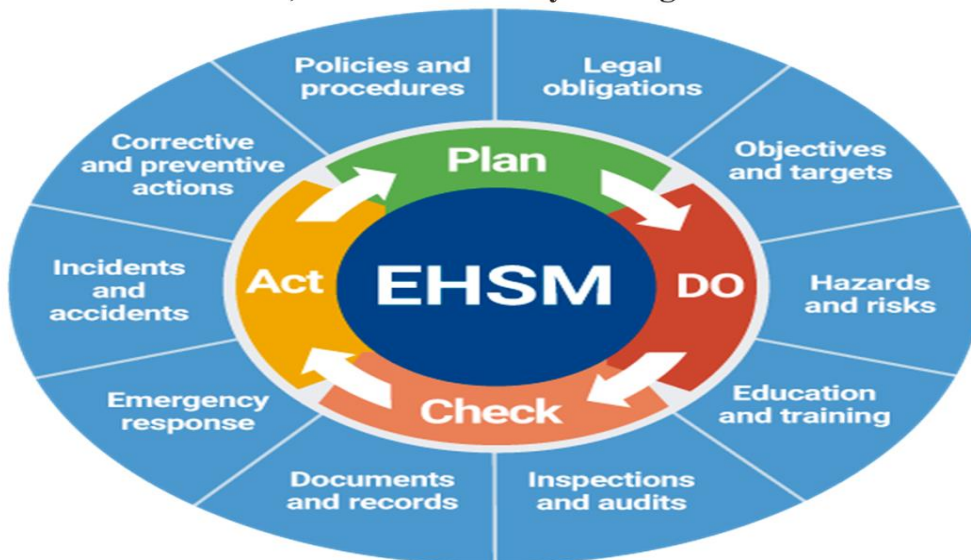 Policies and
procedures
Legal
obligations
Objectives
and targets
Hazards
and risks
Education
and training
Inspections
and audits
Documents
and records
Emergency
response
Incidents
and
accidents
Corrective
and preventive
actions
Plan
DO
Check
Act
EHSM